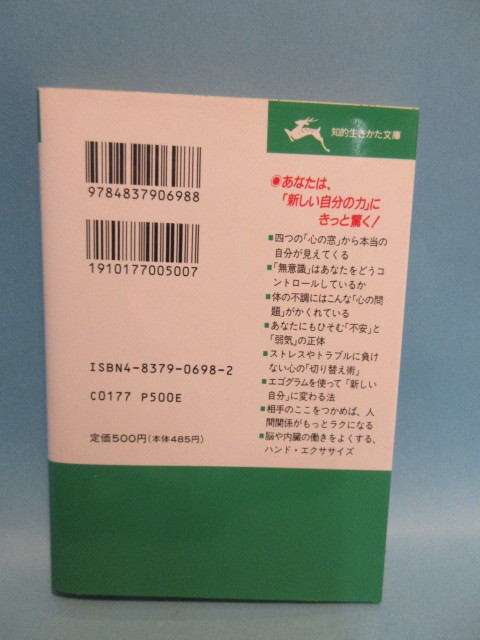 知的生きかた文庫
9784837906988
1910177005007
ISBN4-8379-0698-2
C0177 P500E
定価500円(本体485円)
●あなたは、
「新しい自分の力」に
きっと驚く!
■四つの「心の窓」から本当の
自分が見えてくる
■「無意識」はあなたをどうコ
ントロールしているか
■体の不調にはこんな「心の問
題」がかくれている
■あなたにもひそむ「不安」と
「弱気」の正体
■ストレスやトラブルに負け
ない心の「切り替え術」
■エゴグラムを使って「新しい
自分」に変わる法
■相手のここをつかめば、人
間関係がもっとラクになる
■脳や内臓の働きをよくする、
ハンド・エクササイズ